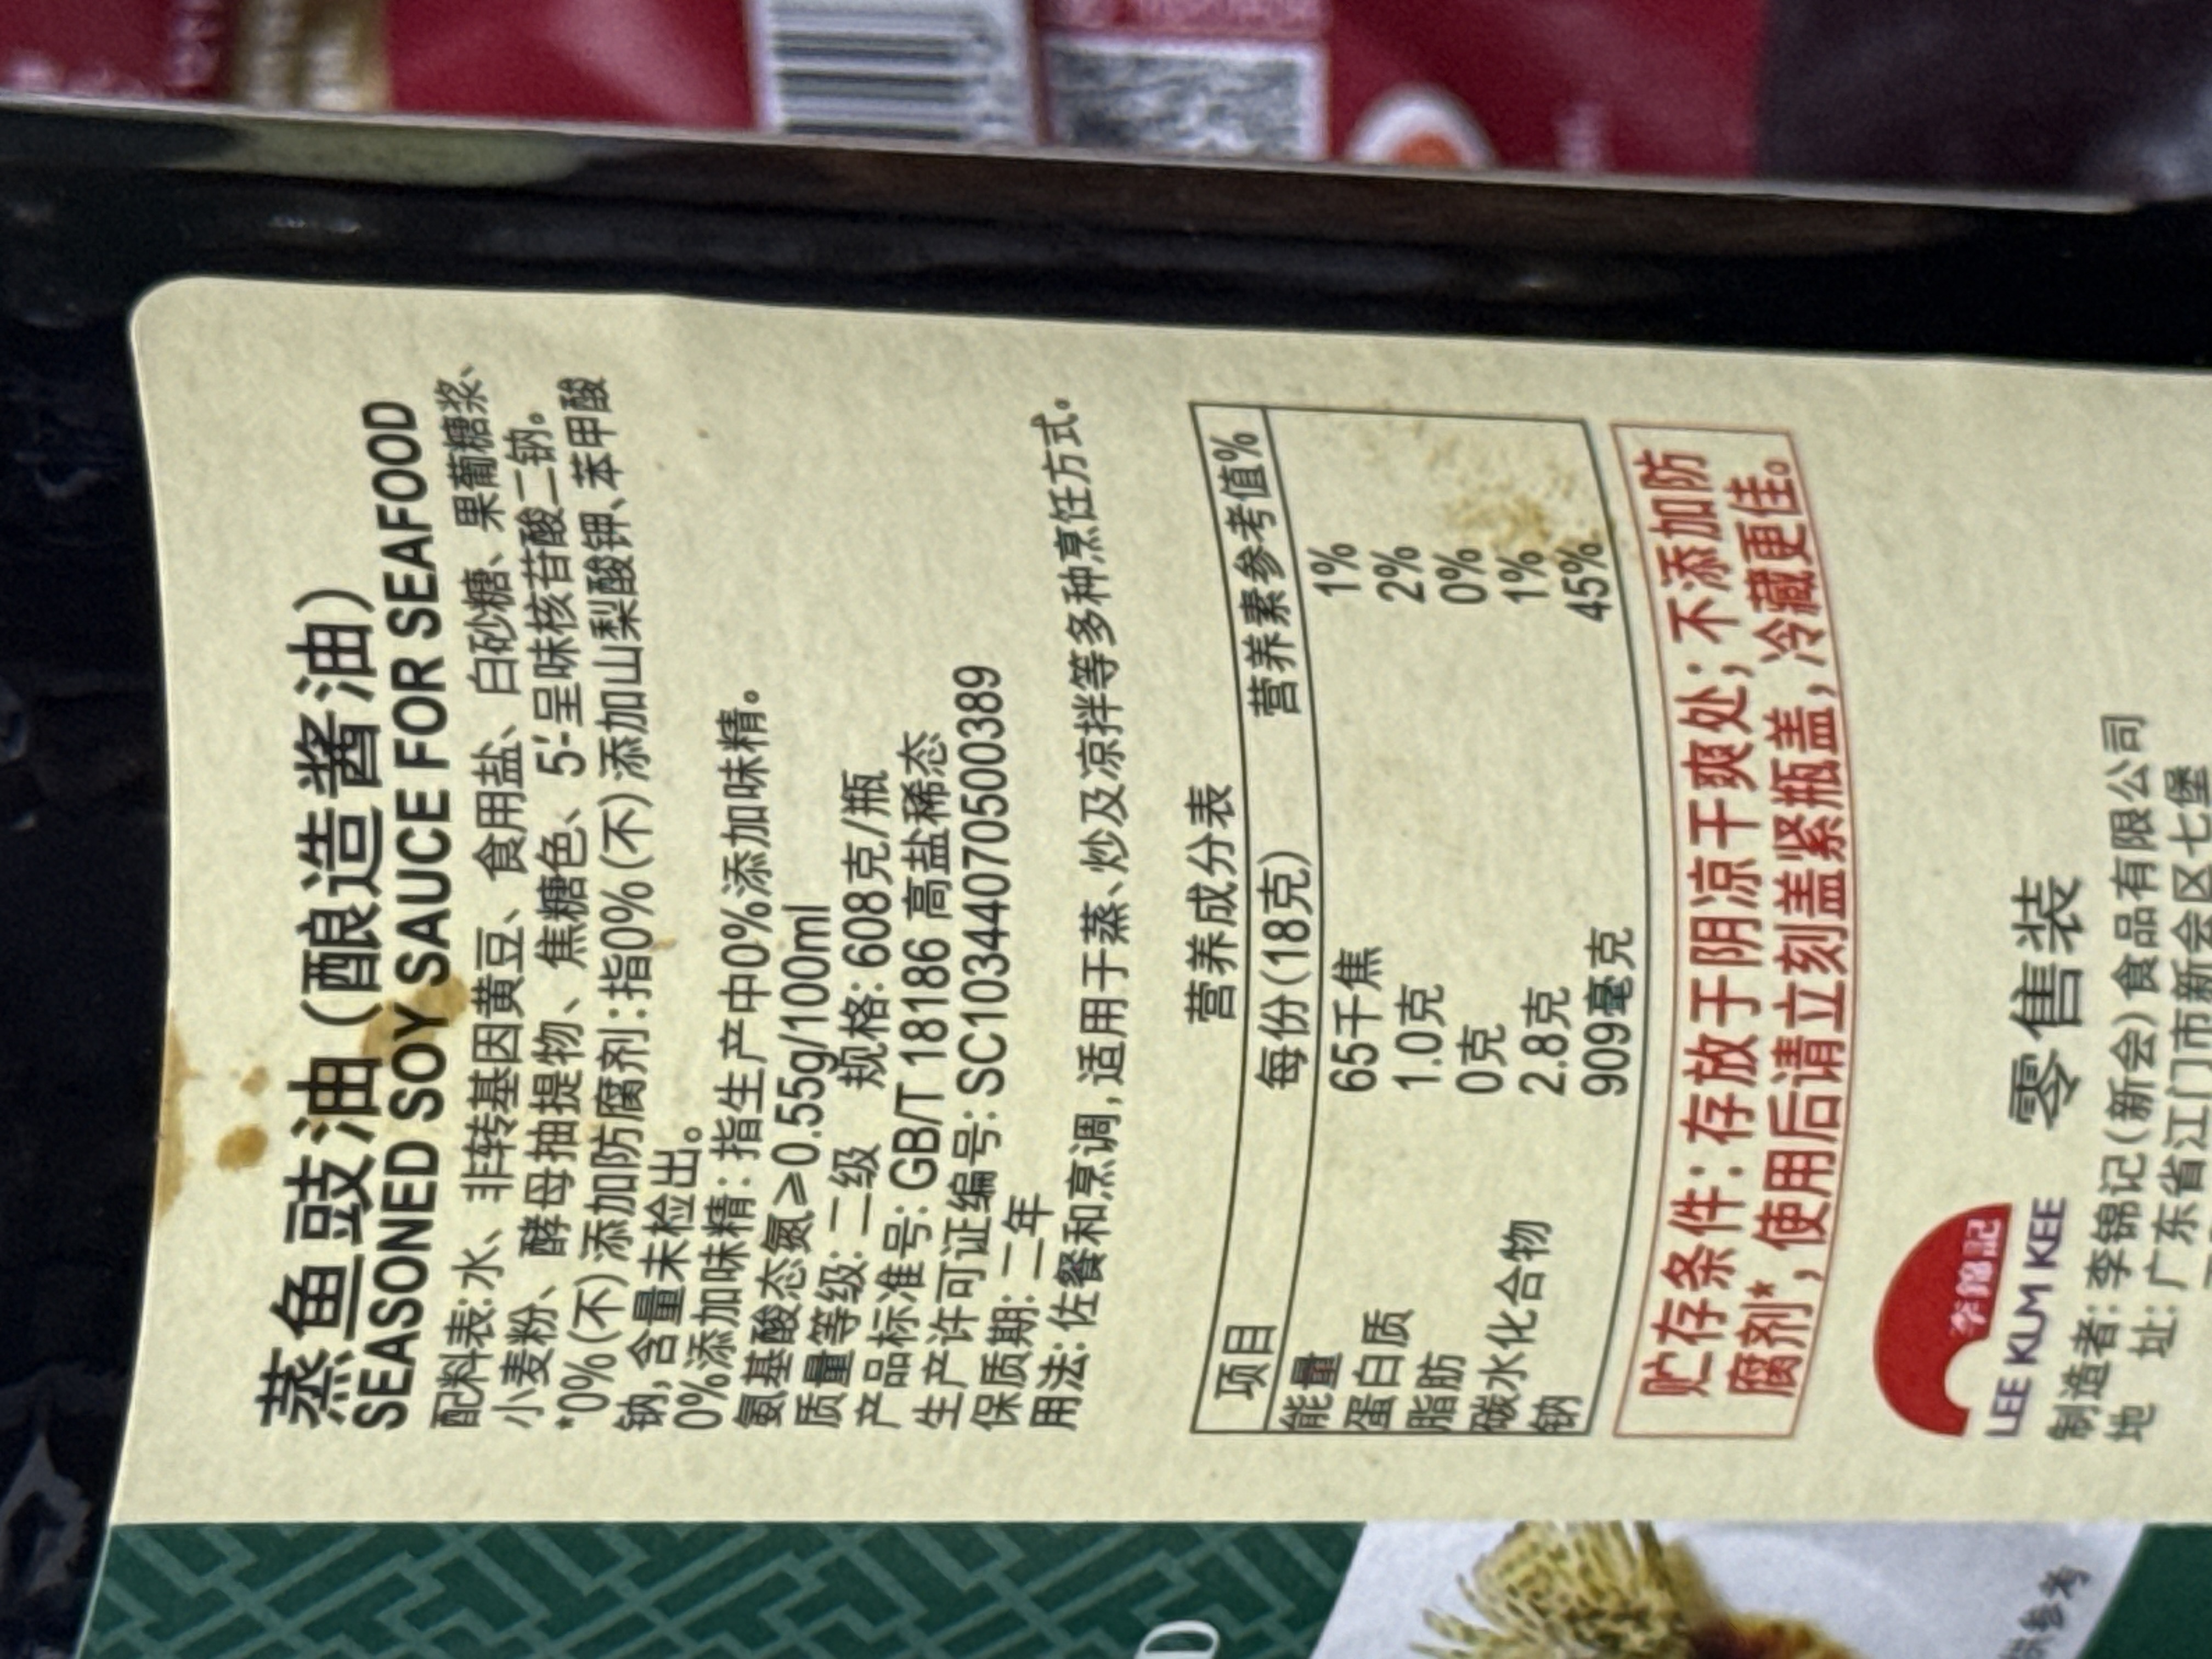 蒸鱼豉油(酿造酱油)
SEASONED SOY SAUCE FOR SEAFOOD
配料表:水、非转基因黄豆、食用盐、白砂糖、果葡糖浆、
小麦粉、酵母抽提物、焦糖色、5'-呈味核苷酸二钠。
*0%(不)添加防腐剂:指0%(不)添加山梨酸钾、苯甲酸
钠,含量未检出。
0%添加味精:指生产中0%添加味精。
氨基酸态氮≥0.55g/100ml
质量等级:二级 规格:608克/瓶
产品标准号:GB/T 18186 高盐稀态
生产许可证编号:SC10344070500389
保质期:二年
用法:佐餐和烹调,适用于蒸、炒及凉拌等多种烹饪方式。
营养成分表
项目 每份(18克) 营养素参考值%
能量 65千焦 1%
蛋白质 1.0克 2%
脂肪 0克 0%
碳水化合物 2.8克 1%
钠 909毫克 45%
贮存条件:存放于阴凉干爽处;不添加防
腐剂*,使用后请立刻盖紧瓶盖,冷藏更佳。
李錦記
LEE KUM KEE
零售装
制造者:李锦记(新会)食品有限公司
地 址:广东省江门市新会区七堡
D
供参考